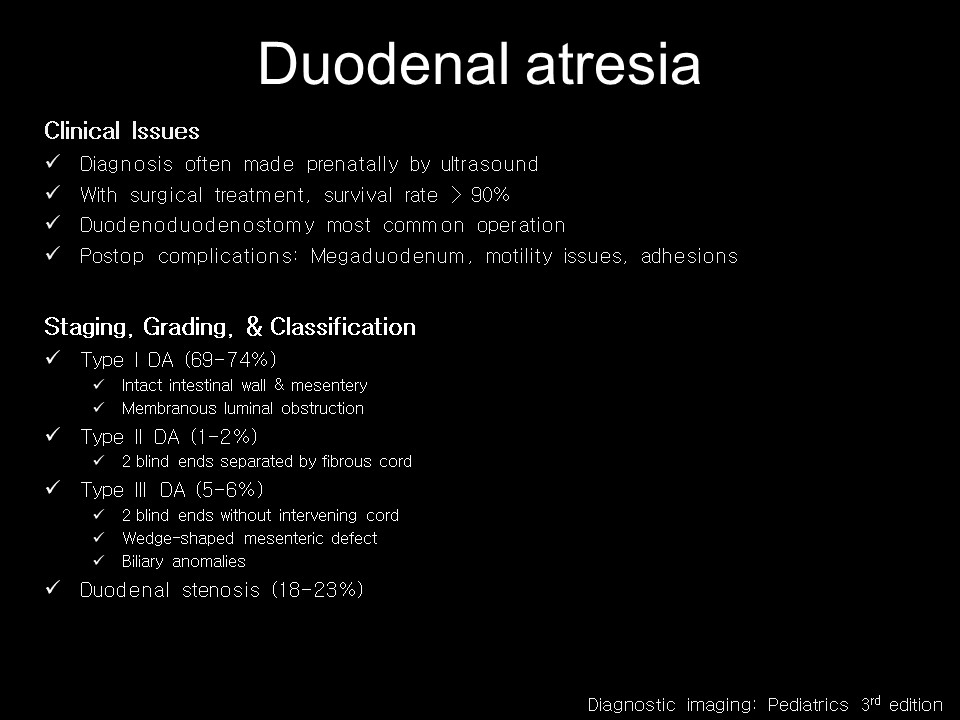 Duodenal atresia
Clinical Issues
✓ Diagnosis often made prenatally by ultrasound
✓ With surgical treatment, survival rate > 90%
✓ Duodenoduodenostomy most common operation
✓ Postop complications: Megaduodenum, motility issues, adhesions
Staging, Grading, & Classification
✓ Type I DA (69-74%)
✓ Intact intestinal wall & mesentery
✓ Membranous luminal obstruction
✓ Type II DA (1-2%)
✓ 2 blind ends separated by fibrous cord
✓ Type III DA (5-6%)
✓ 2 blind ends without intervening cord
✓ Wedge-shaped mesenteric defect
✓ Biliary anomalies
✓ Duodenal stenosis (18-23%)
Diagnostic imaging: Pediatrics 3rd edition